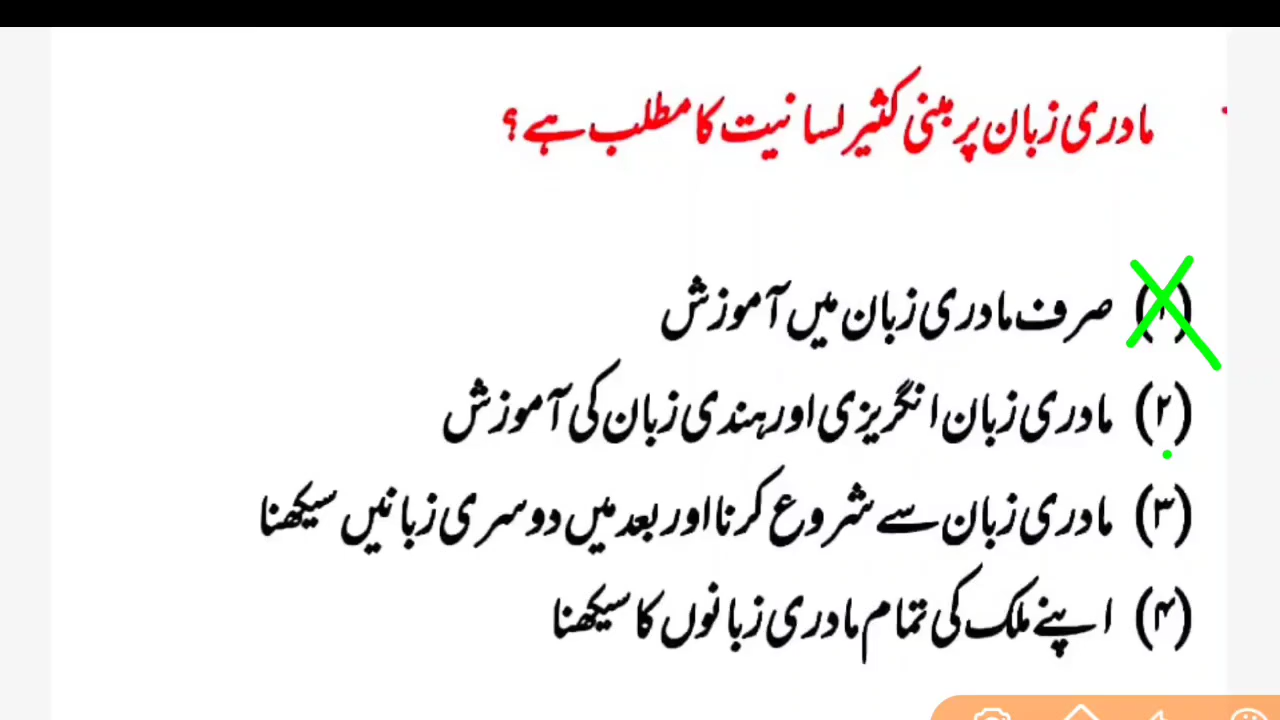 مادری زبان پر مبنی کثیر لسانیت کا مطلب ہے؟
(۱) صرف مادری زبان میں آموزش
(۲) مادری زبان انگریزی اور ہندی زبان کی آموزش
(۳) مادری زبان سے شروع کرنا اور بعد میں دوسری زبانیں سیکھنا
(۴) اپنے ملک کی تمام مادری زبانوں کا سیکھنا